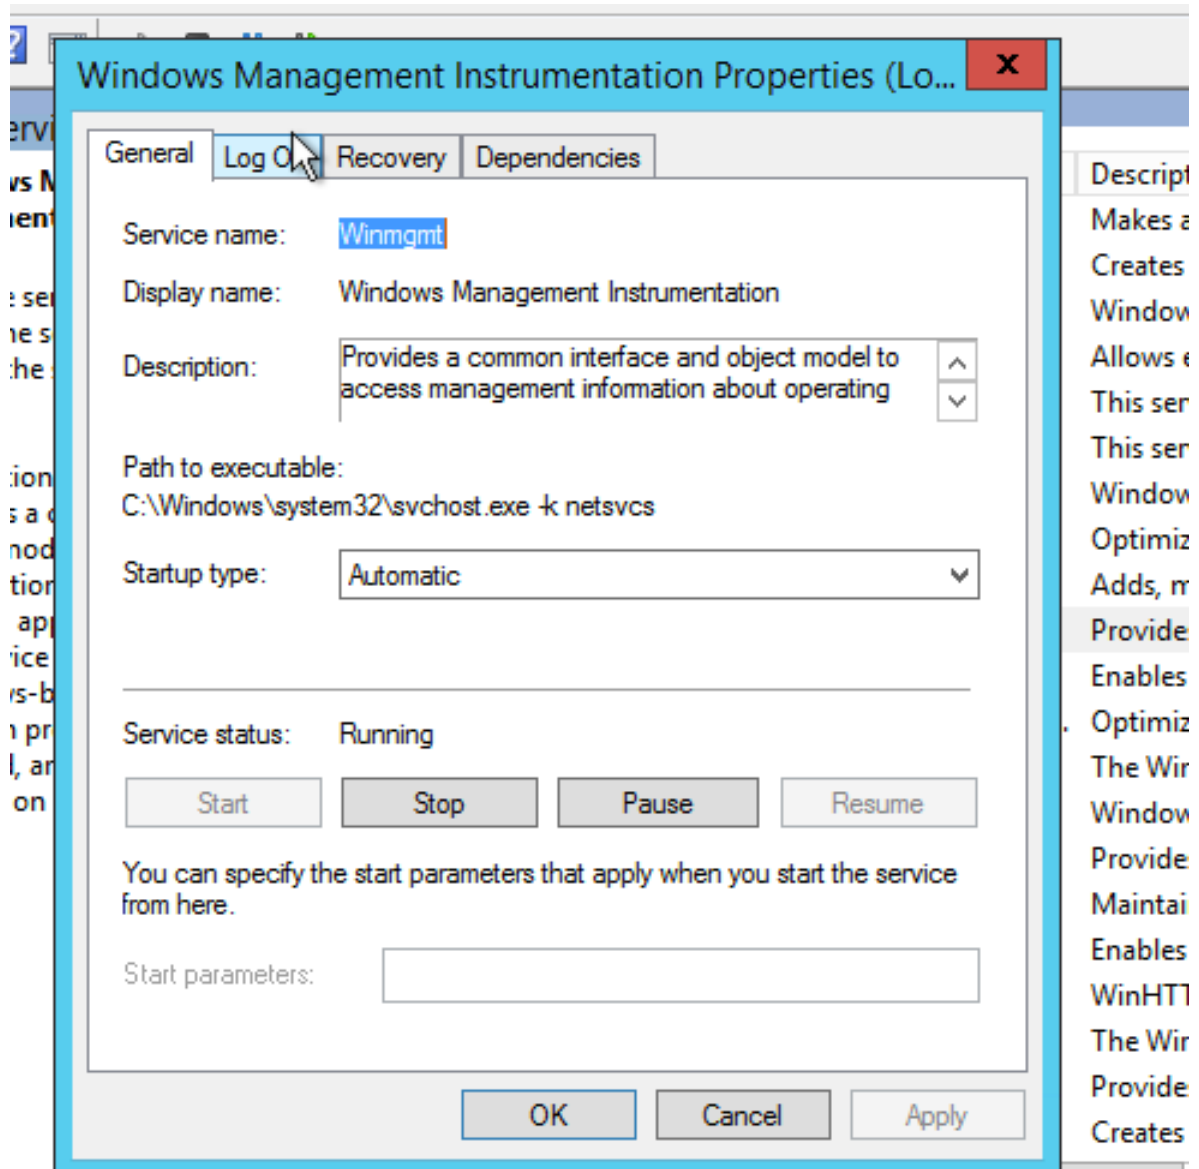 Windows Management Instrumentation Properties (Lo...
x
General
Log O
Recovery
Dependencies
Service name:
Winmgmt
Display name:
Windows Management Instrumentation
Description:
Provides a common interface and object model to
access management information about operating
Path to executable:
C:\Windows\system32\svchost.exe -k netsvcs
Startup type:
Automatic
Service status:
Running
Start
Stop
Pause
Resume
You can specify the start parameters that apply when you start the service
from here.
Start parameters:
OK
Cancel
Apply
Descript
Makes a
Creates
Window
Allows e
This ser
This ser
Window
Optimiz
Adds, m
Provide
Enables
Optimiz
The Wir
Window
Provide
Maintai
Enables
WinHTT
The Wir
Provide
Creates